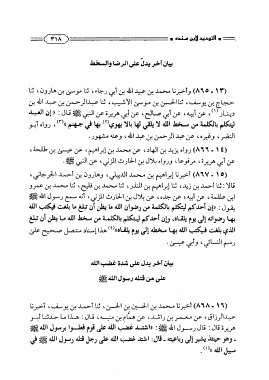 ٣١٨
التوحيد لابن منده
بيان آخر يدل على الرضا والسخط
(١٣-٨٦٥) وأخبرنا محمد بن عبد الله بن أبي رجاء، ثنا موسى بن هارون، ثنا
حجاج بن يوسف، ثنا الحسن بن موسى الأشيب، ثنا عبدالرحمن بن عبد الله بن
دينار(١)، عن أبيه، عن أبي صالح، عن أبي هريرة عن النبي ﷺ قال: «إن العبد
ليتكلم بالكلمة من سخط الله لا يلقي لها بالا يهوي(٢) بها في جهنم»(٣)، رواه أبو
النضر، وغيره، عن عبد الرحمن بن عبد الله، وعنه مشهور.
(١٤-٨٦٦) رواه يزيد بن الهاد، عن محمد بن إبراهيم، عن عيسى بن طلحة،
عن أبي هريرة، مرفوعا، ورواه بلال بن الحارث المزني، عن النبي ﷺ.
(١٥-٨٦٧) أخبرنا إبراهيم بن محمد الديبلي، وهارون بن أحمد الجرجاني،
قالا: ثنا أحمد بن زيد، ثنا إبراهيم بن المنذر، ثنا محمد بن فليح، ثنا محمد بن عمرو
ابن علقمة، عن أبيه، عن جده، عن بلال بن الحارث المزني، أنه سمع رسول الله ﷺ
يقول: «إن أحدكم ليتكلم بالكلمة من رضوان الله ما يظن أن تبلغ ما بلغت فيكتب الله
بها رضوانه إلى يوم يلقاه، وإن أحدكم ليتكلم بالكلمة من سخط الله ما يظن أن تبلغ
الذي بلغت فيكتب الله بها سخطه إلى يوم يلقاه»(٤) هذا إسناد متصل صحيح على
رسم النسائي، وأبي عيسى.
بيان آخر يدل على شدة غضب الله
على من قتله رسول الله ﷺ
(١٦-٨٦٨) أخبرنا محمد بن الحسين بن الحسن، ثنا أحمد بن يوسف، أخبرنا
عبدالرزاق، عن معمر بن راشد، عن همام بن منبه، قال: هذا ما حدثنا أبو
هريرة قال: قال رسول الله ﷺ: «اشتد غضب الله على قوم فعلوا برسول الله ﷺ
- وهو حينئذ يشير إلى رباعيته - قال: اشتد غضب الله على رجل قتله رسول الله ﷺ في
سبيل الله»